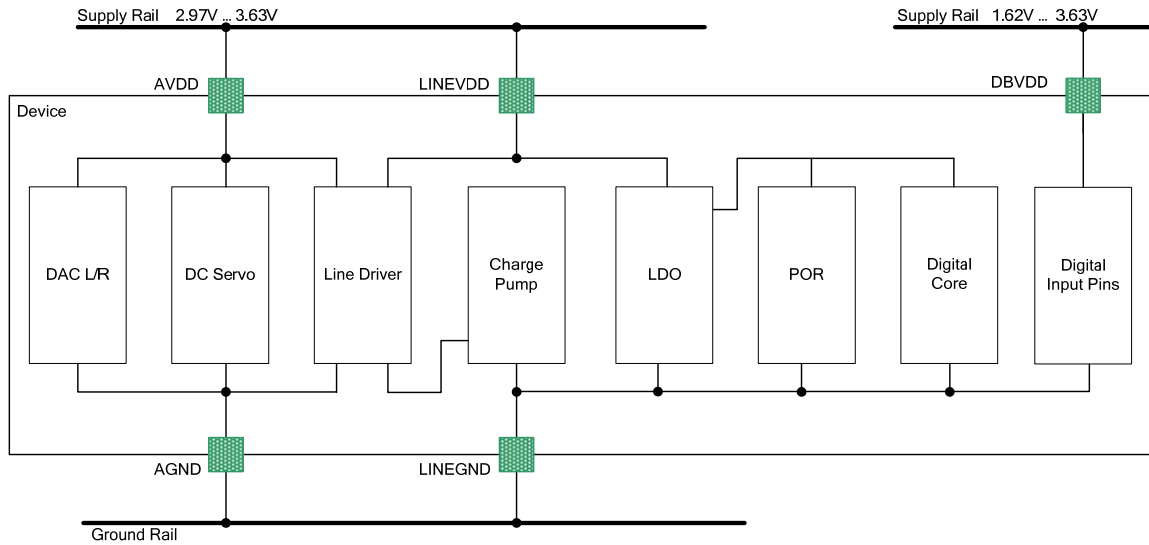 Supply Rail 2.97V ... 3.63V
Supply Rail 1.62V ... 3.63V
AVDD
LINEVDD
DBVDD
Device
DAC L/R
DC Servo
Line Driver
Charge
Pump
LDO
POR
Digital
Core
Digital
Input Pins
AGND
LINEGND
Ground Rail